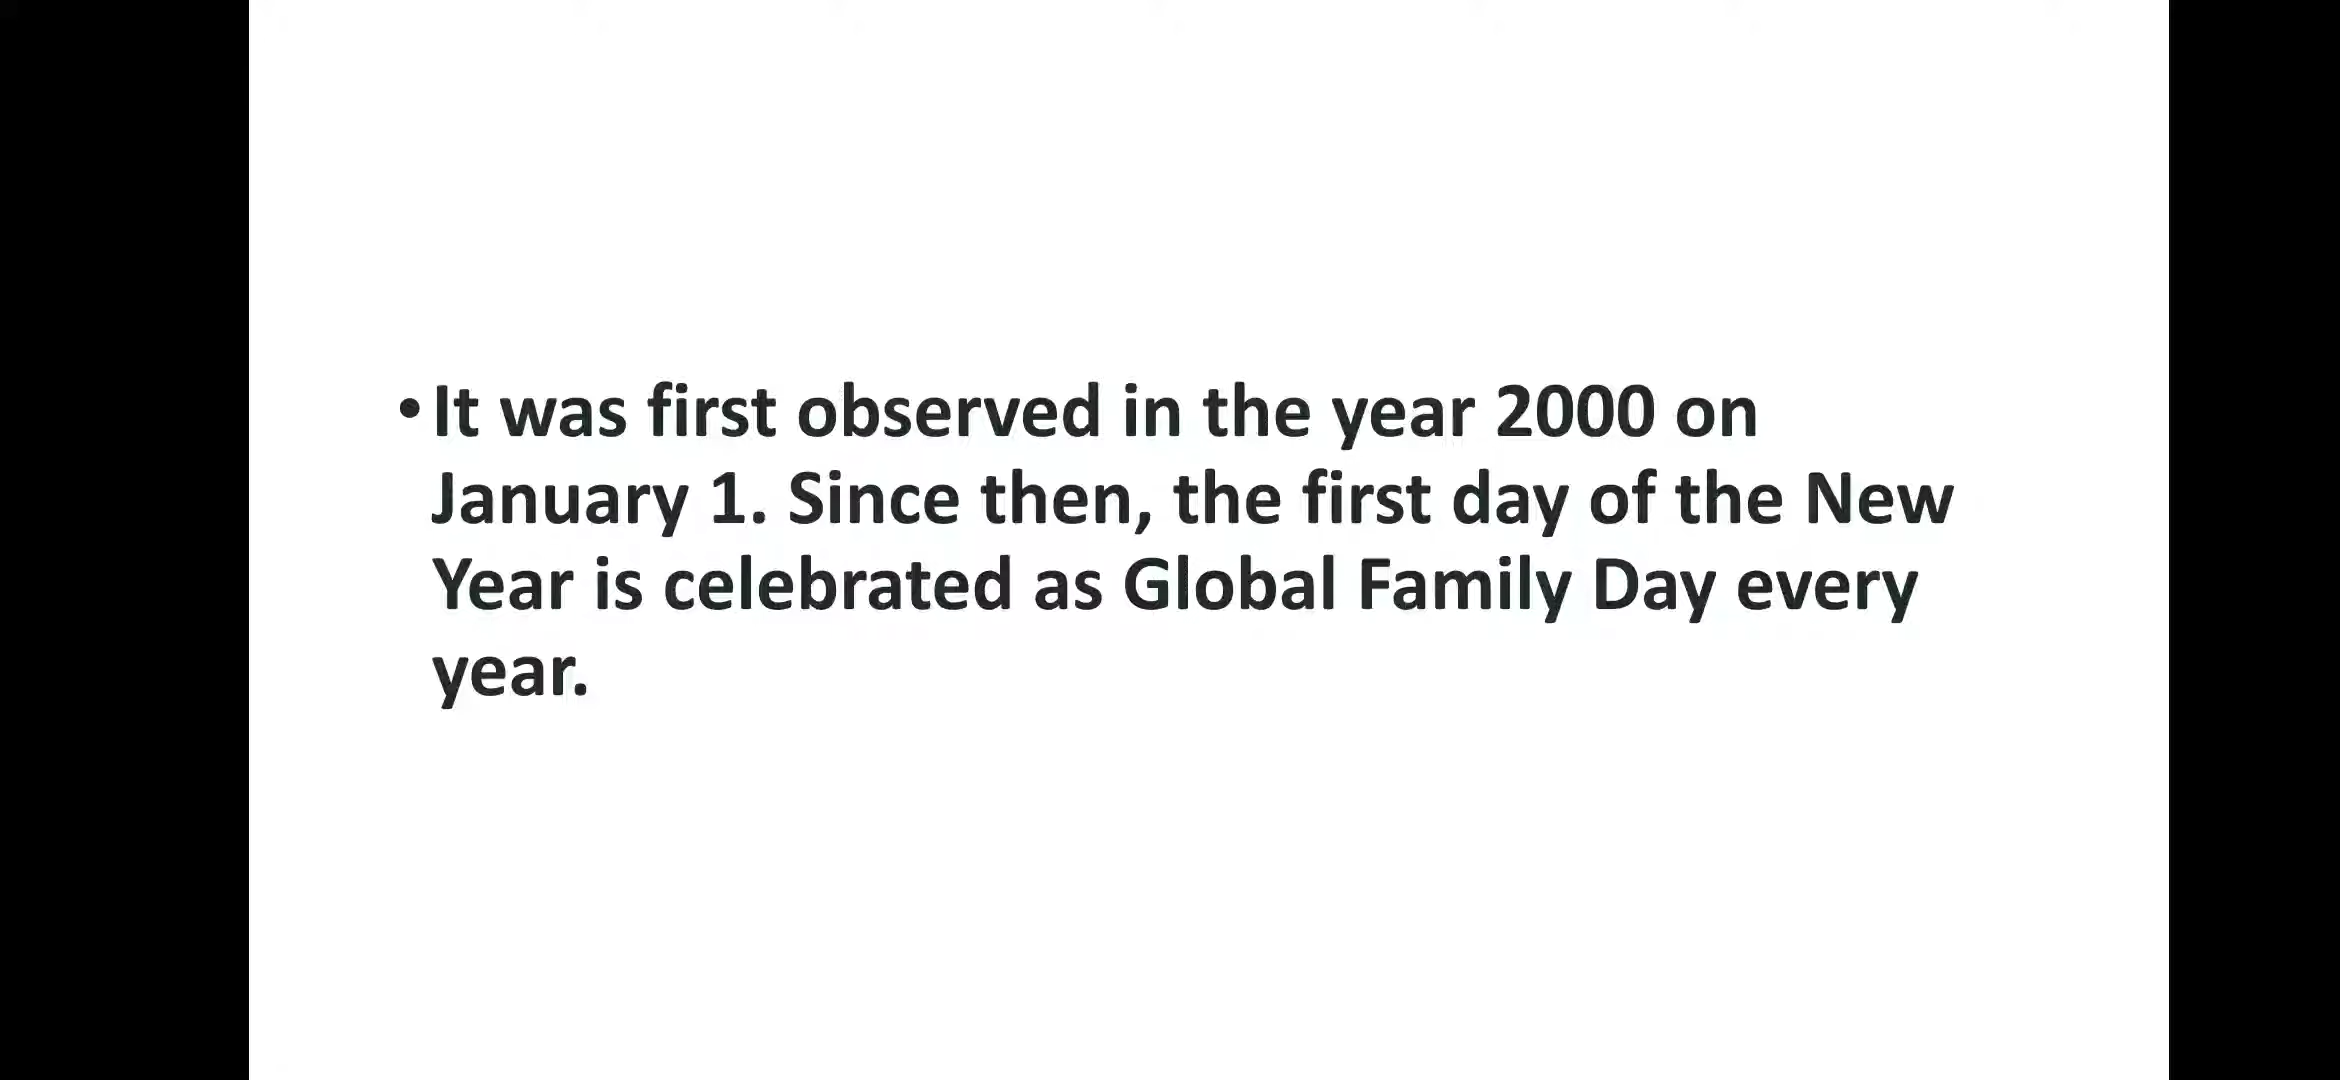 •It was first observed in the year 2000 on
January 1. Since then, the first day of the New
Year is celebrated as Global Family Day every
year.